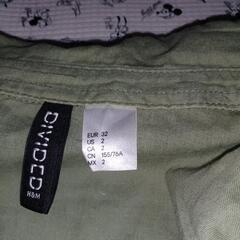 DIVIDED
H&M
EUR 32
US 2
CA 2
CN 155/76A
MX 2